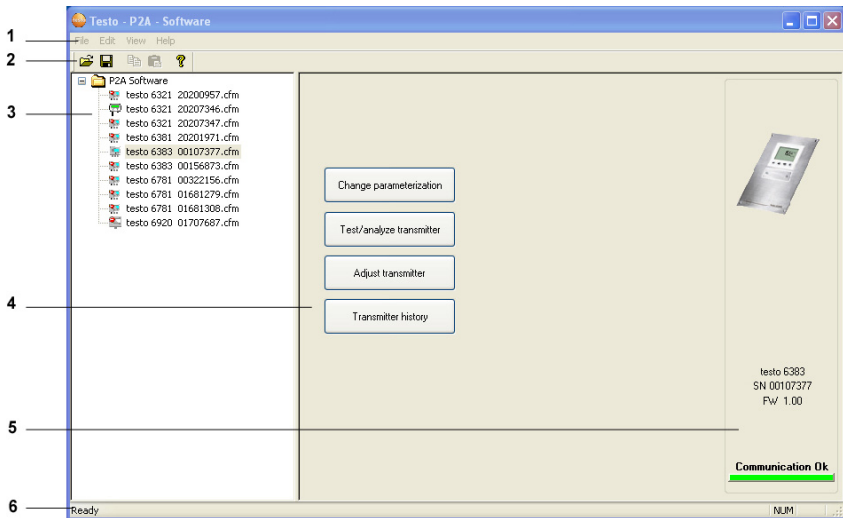 Testo - P2A - Software
1
File Edit View Help
2
P2A Software
testo 6321 20200957.cfm
3
testo 6321 20207346.cfm
testo 6321 20207347.cfm
testo 6381 20201971.cfm
testo 6383 00107377.cfm
testo 6383 00156873.cfm
testo 6781 00322156.cfm
testo 6781 01681279.cfm
testo 6781 01681308.cfm
testo 6920 01707687.cfm
Change parameterization
Test/analyze transmitter
Adjust transmitter
4
Transmitter history
testo 6383
SN 00107377
FW 1.00
5
Communication Ok
6
Ready
NUM